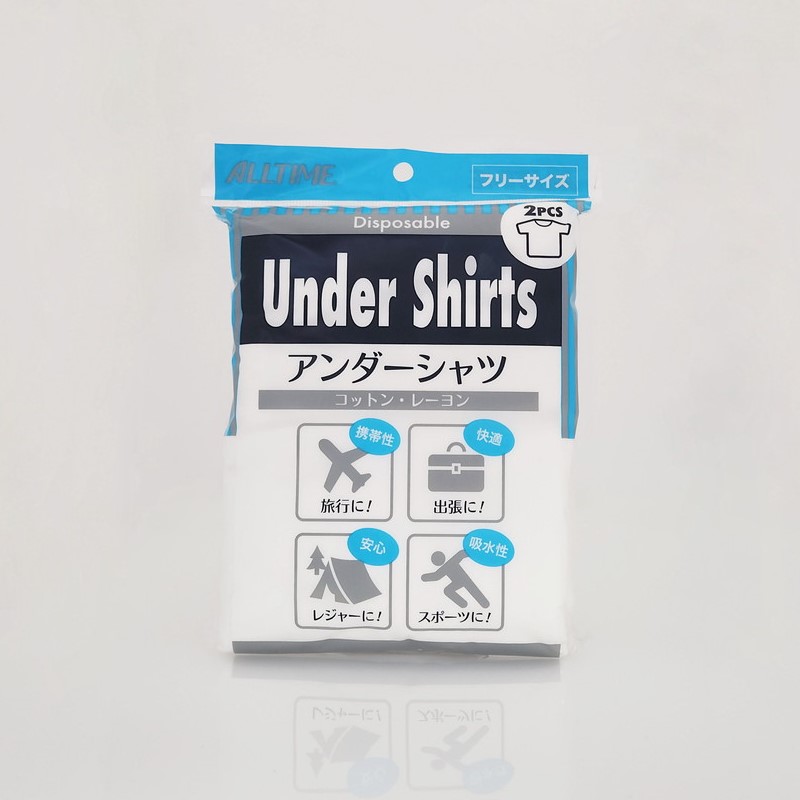 ALLTIME
フリーサイズ
2PCS
Disposable
Under Shirts
アンダーシャツ
コットン・レーヨン
携帯性
旅行に!
快適
出張に!
安心
レジャーに!
吸水性
スポーツに!